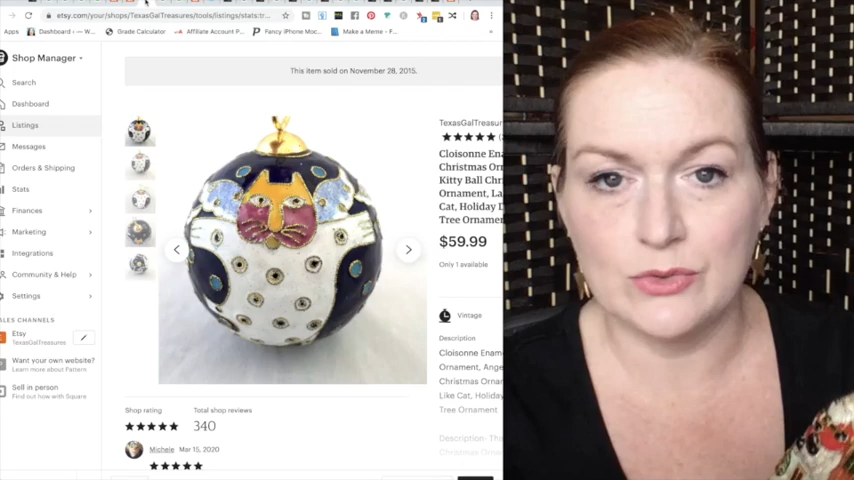 etsy.com/your/shops/TexasGalTreasures/tools/listings/stats:tr...
Apps
Dashboard ‹ — W...
Grade Calculator
Affiliate Account P...
Fancy iPhone Moc...
Make a Meme - F...
Shop Manager
Search
Dashboard
Listings
Messages
Orders & Shipping
Stats
Finances
Marketing
Integrations
Community & Help
Settings
SALES CHANNELS
Etsy
TexasGalTreasures
Want your own website?
Learn more about Pattern
Sell in person
Find out how with Square
This item sold on November 28, 2015.
TexasGalTreasur
Cloisonne Ena
Christmas Orn
Kitty Ball Chri
Ornament, La
Cat, Holiday D
Tree Ornamen
$59.99
Only 1 available
Vintage
Description
Cloisonne Enam
Ornament, Ange
Christmas Ornar
Like Cat, Holiday
Tree Ornament
Description- Tha
Shop rating
Total shop reviews
340
Michele Mar 15, 2020